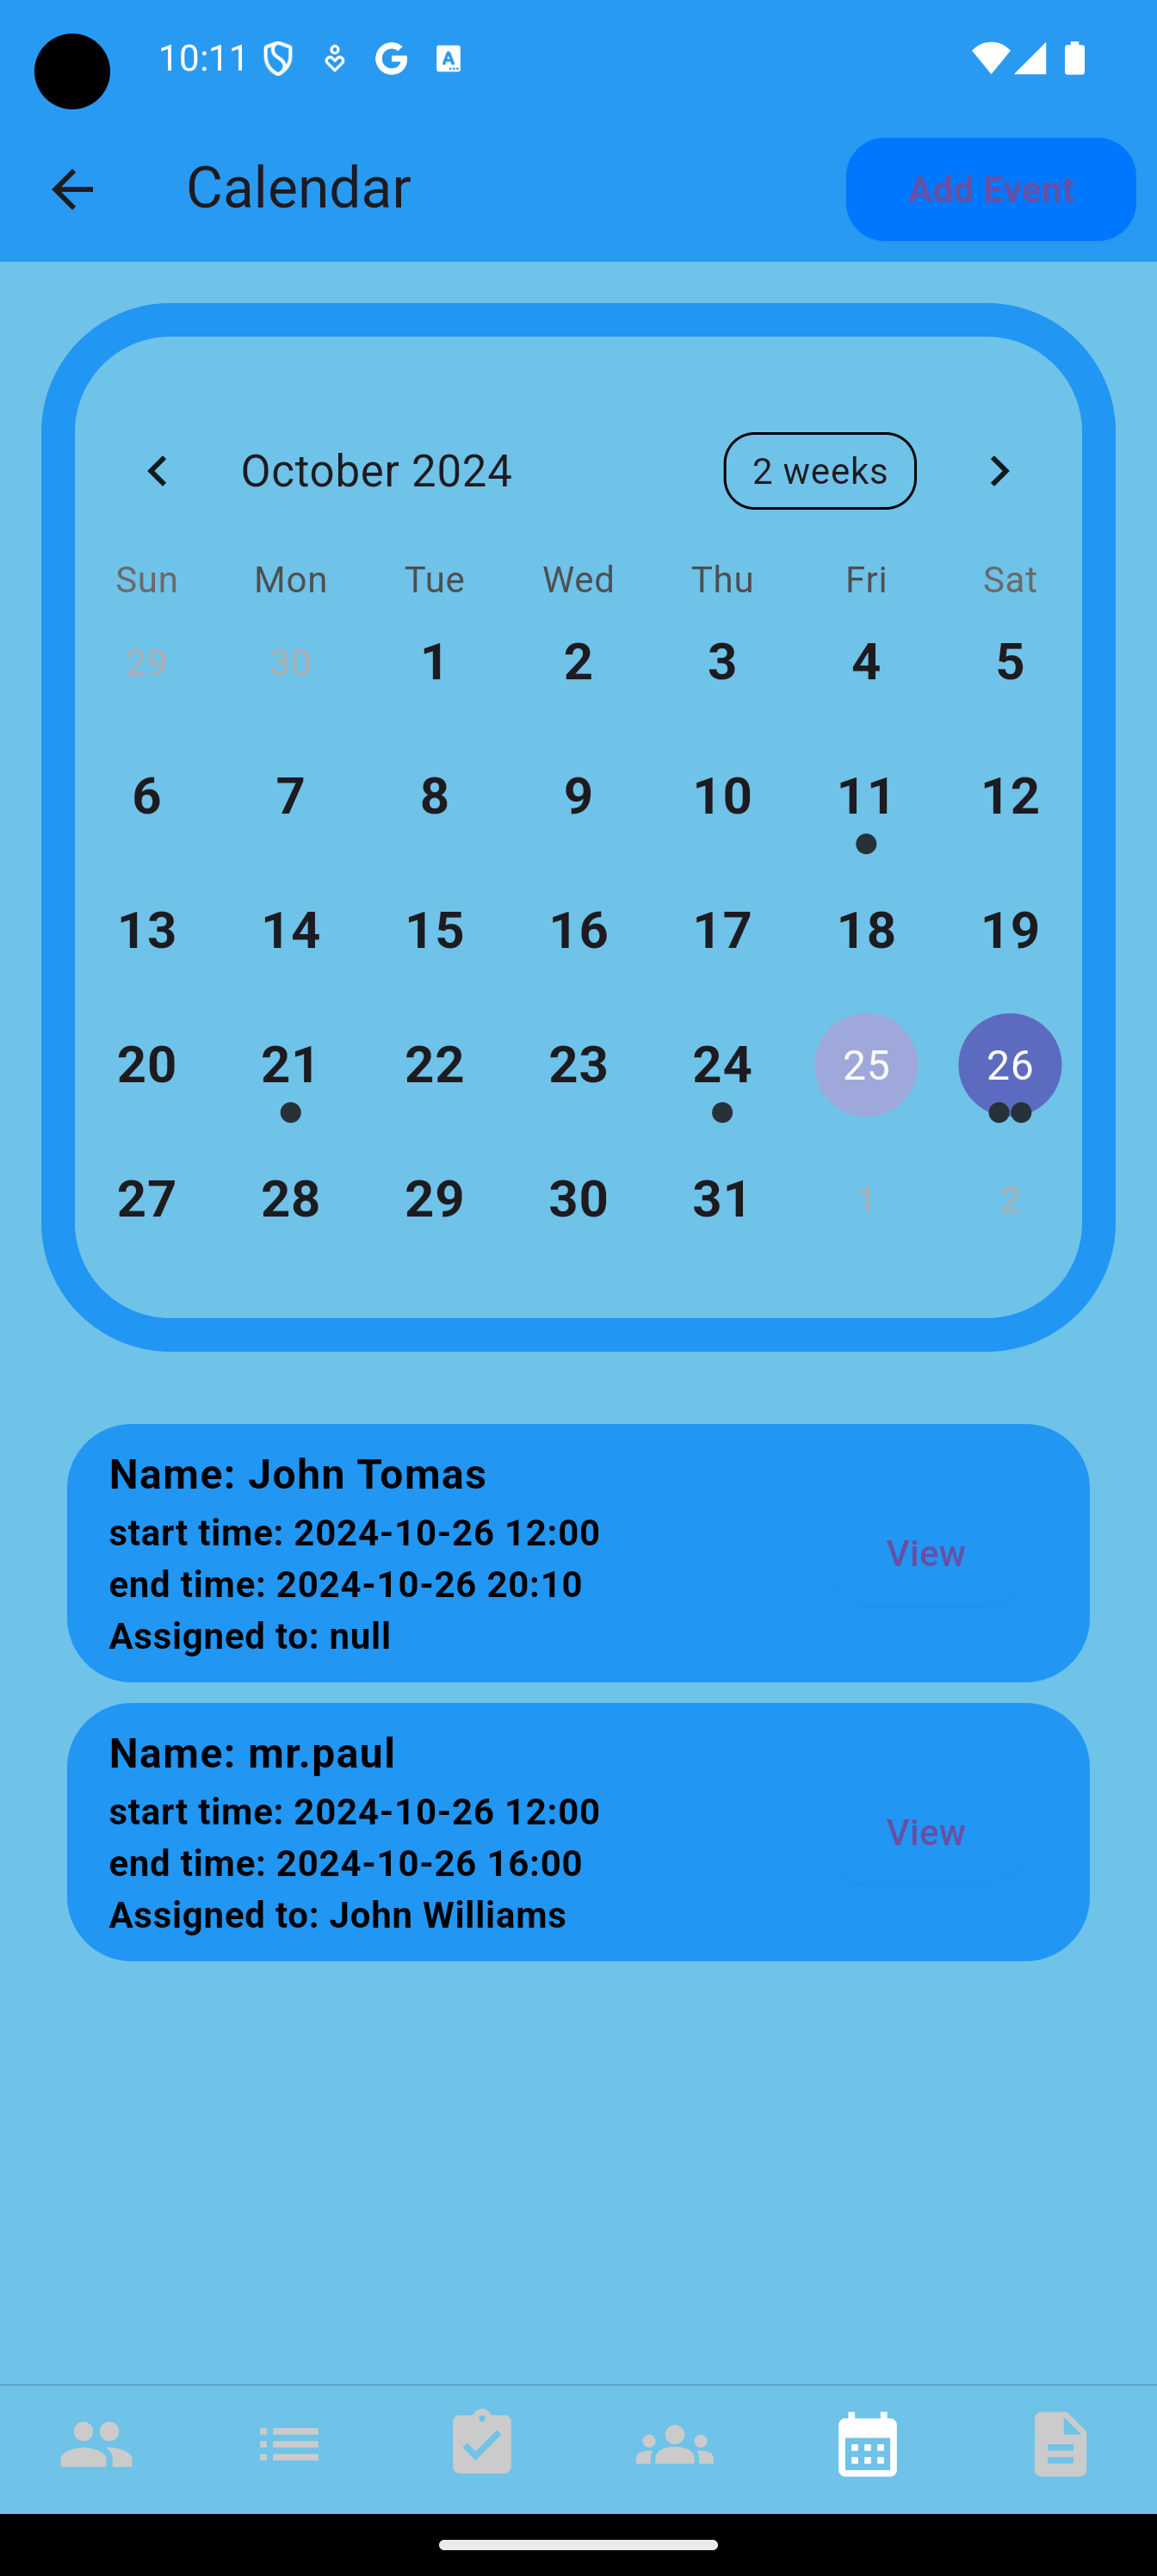 10:11
Calendar
Add Event
October 2024
2 weeks
Sun Mon Tue Wed Thu Fri Sat
29 30 1 2 3 4 5
6 7 8 9 10 11 12
13 14 15 16 17 18 19
20 21 22 23 24 25 26
27 28 29 30 31 1 2
Name: John Tomas
start time: 2024-10-26 12:00
end time: 2024-10-26 20:10
Assigned to: null
View
Name: mr.paul
start time: 2024-10-26 12:00
end time: 2024-10-26 16:00
Assigned to: John Williams
View